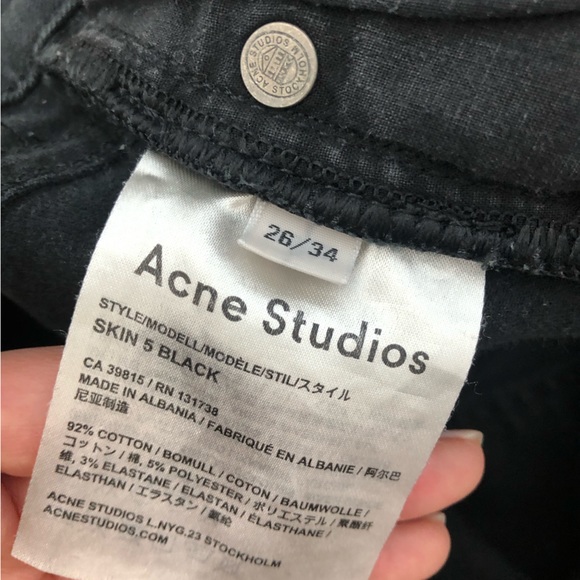 ACNE STUDIOS STOCKHOLM
26/34
Acne Studios
STYLE/MODELL/MODÈLE/STIL/スタイル
SKIN 5 BLACK
CA 39815 / RN 131738
MADE IN ALBANIA / FABRIQUÉ EN ALBANIE / 阿尔巴
尼亚制造
92% COTTON / BOMULL / COTON / BAUMWOLLE /
コットン / 棉, 5% POLYESTER / ポリエステル / 聚酯纤
维, 3% ELASTANE / ELASTAN / ÉLASTHANE /
ELASTHAN / エラスタン / 氨纶
ACNE STUDIOS L.NYG.23 STOCKHOLM
ACNESTUDIOS.COM